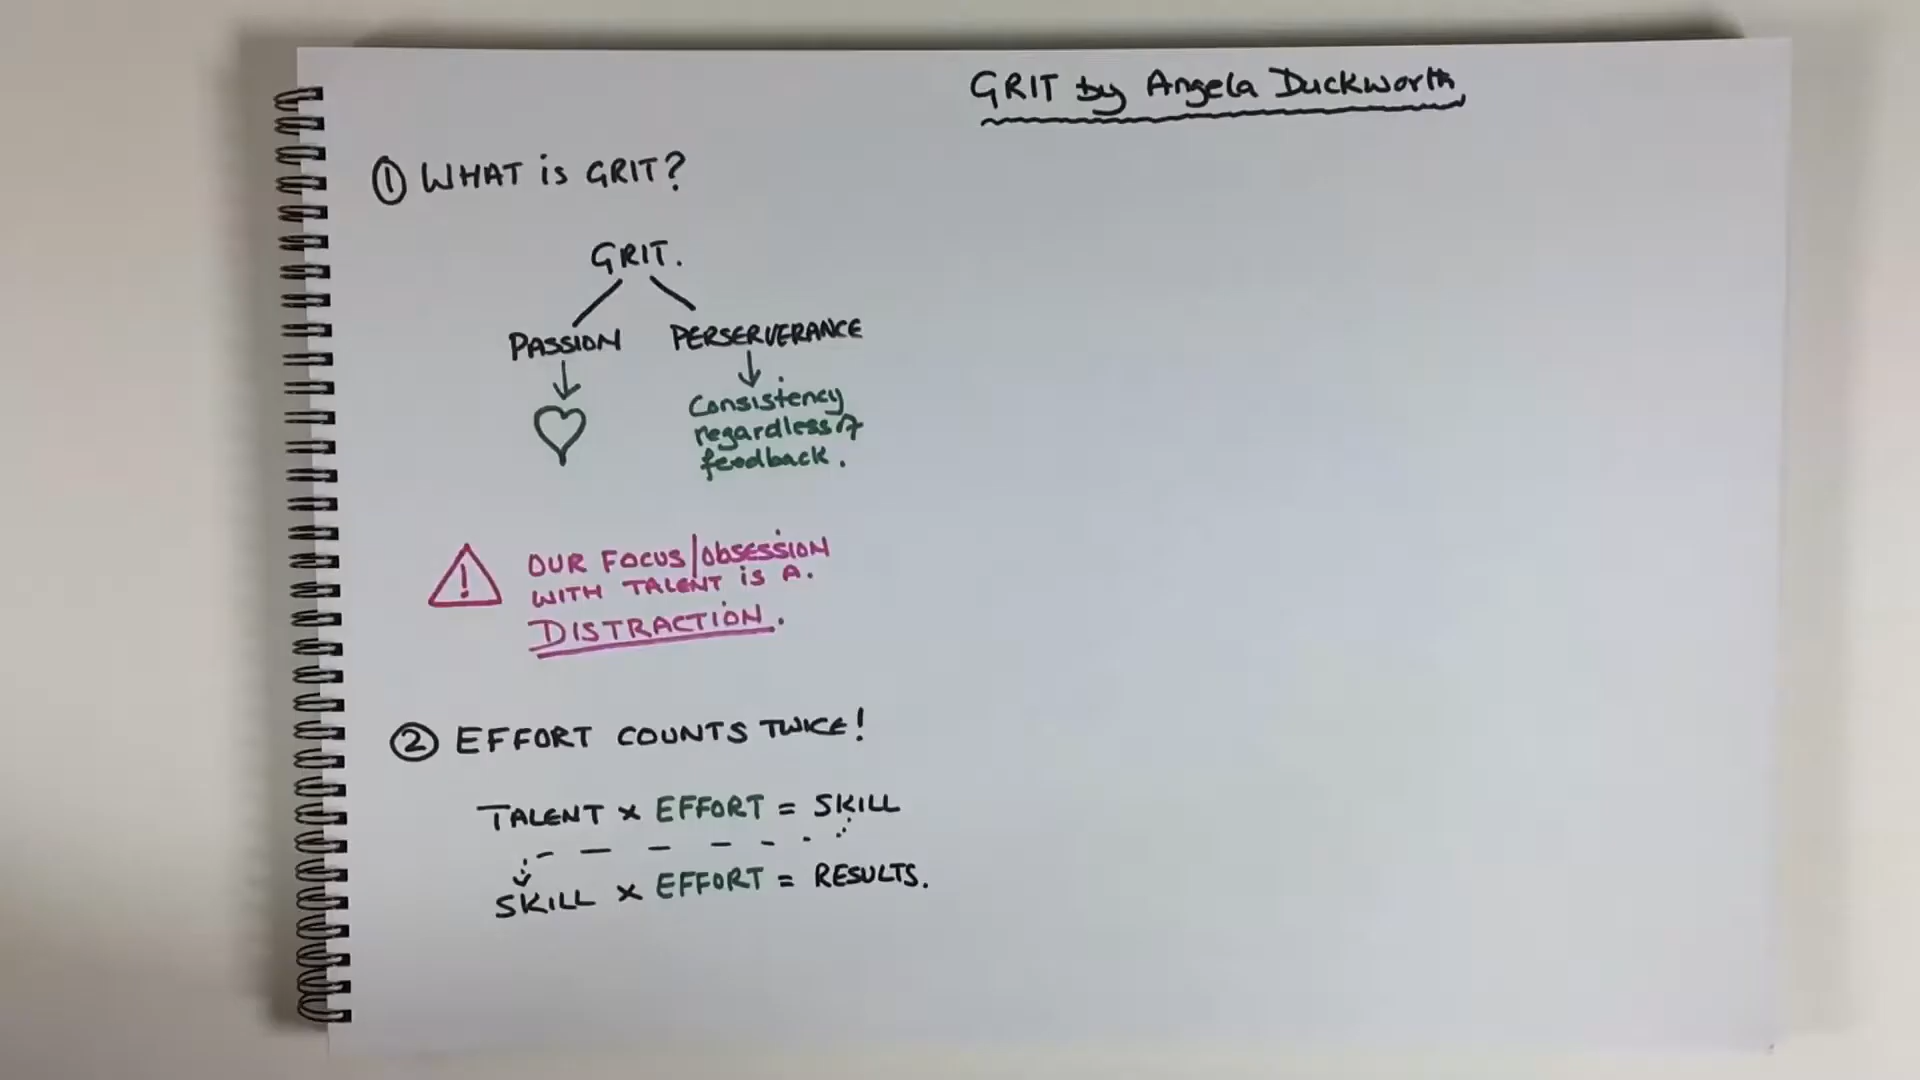 GRIT by Angela Duckworth
① WHAT is GRIT?
GRIT.
PASSION PERSERVERANCE
Consistency
regardless of
feedback.
! OUR FOCUS/OBSESSION
WITH TALENT is A.
DISTRACTION.
② EFFORT COUNTS TWICE!
TALENT × EFFORT = SKILL
SKILL × EFFORT = RESULTS.